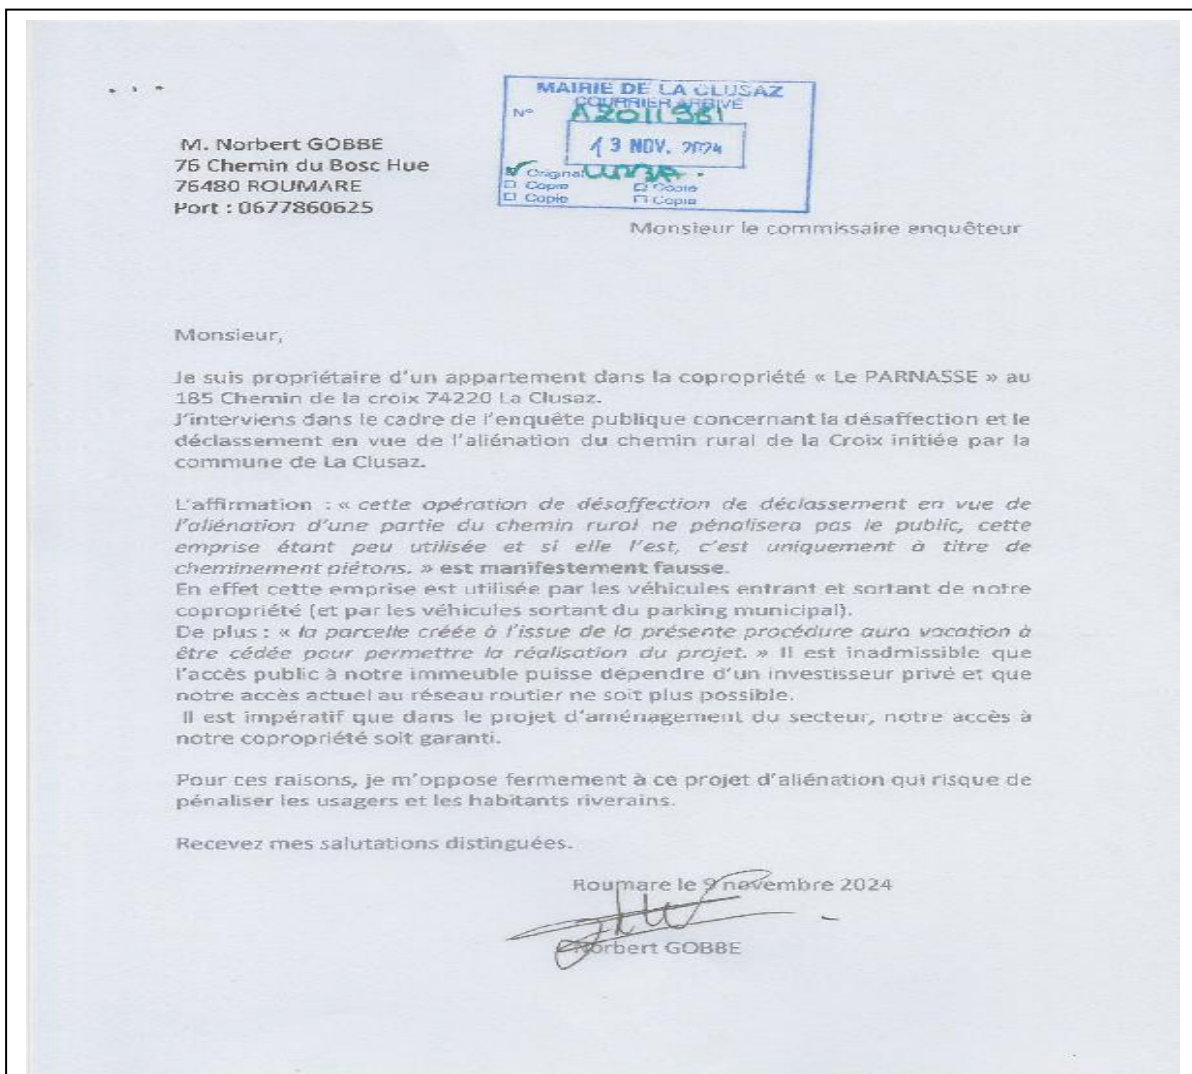 MAIRIE DE LA CLUSAZ
COURRIER ARRIVÉ
N° A2011981
13 NOV. 2024
Original
Copie
Copie
Copie
Copie
M. Norbert GOBBE
76 Chemin du Bosc Hue
76480 ROUMARE
Port : 0677860625
Monsieur le commissaire enquêteur
Monsieur,
Je suis propriétaire d’un appartement dans la copropriété « Le PARNASSE » au
185 Chemin de la croix 74220 La Clusaz.
J’interviens dans le cadre de l’enquête publique concernant la désaffection et le
déclassement en vue de l’aliénation du chemin rural de la Croix initiée par la
commune de La Clusaz.
L’affirmation : « cette opération de désaffection de déclassement en vue de
l’aliénation d’une partie du chemin rural ne pénalisera pas le public, cette
emprise étant peu utilisée et si elle l’est, c’est uniquement à titre de
cheminement piétons. » est manifestement fausse.
En effet cette emprise est utilisée par les véhicules entrant et sortant de notre
copropriété (et par les véhicules sortant du parking municipal).
De plus : « la parcelle créée à l’issue de la présente procédure aura vocation à
être cédée pour permettre la réalisation du projet. » Il est inadmissible que
l’accès public à notre immeuble puisse dépendre d’un investisseur privé et que
notre accès actuel au réseau routier ne soit plus possible.
Il est impératif que dans le projet d’aménagement du secteur, notre accès à
notre copropriété soit garanti.
Pour ces raisons, je m’oppose fermement à ce projet d’aliénation qui risque de
pénaliser les usagers et les habitants riverains.
Recevez mes salutations distinguées.
Roumare le 9 novembre 2024
Norbert GOBBE